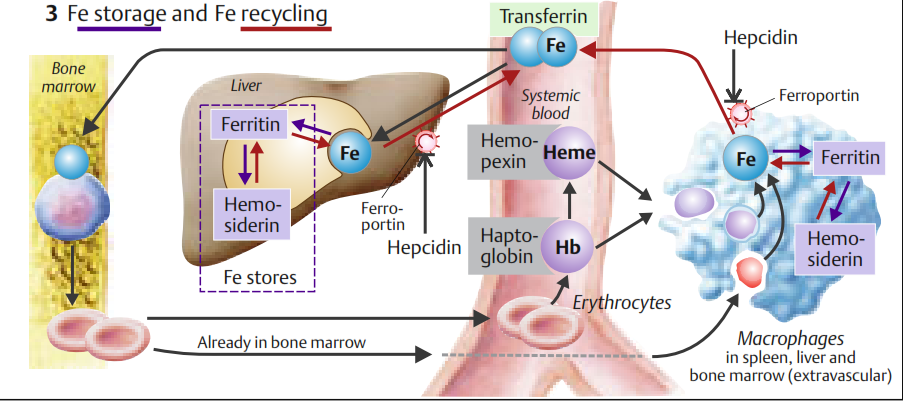 3 Fe storage and Fe recycling
Transferrin
Fe
Hepcidin
Ferroportin
Bone
marrow
Liver
Ferritin
Fe
Hemo-
siderin
Fe stores
Ferro-
portin
Hepcidin
Systemic
blood
Hemo-
pexin
Heme
Hapto-
globin
Hb
Erythrocytes
Fe
Ferritin
Hemo-
siderin
Already in bone marrow
Macrophages
in spleen, liver and
bone marrow (extravascular)